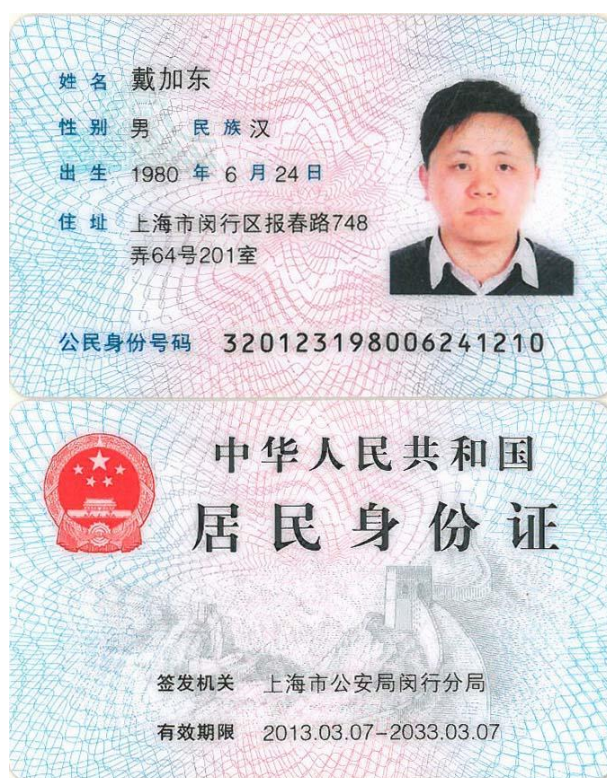 姓名 戴加东
性别 男 民族 汉
出生 1980 年 6 月 24 日
住址 上海市闵行区报春路748
弄64号201室
公民身份号码 320123198006241210
中华人民共和国
居民身份证
签发机关 上海市公安局闵行分局
有效期限 2013.03.07-2033.03.07